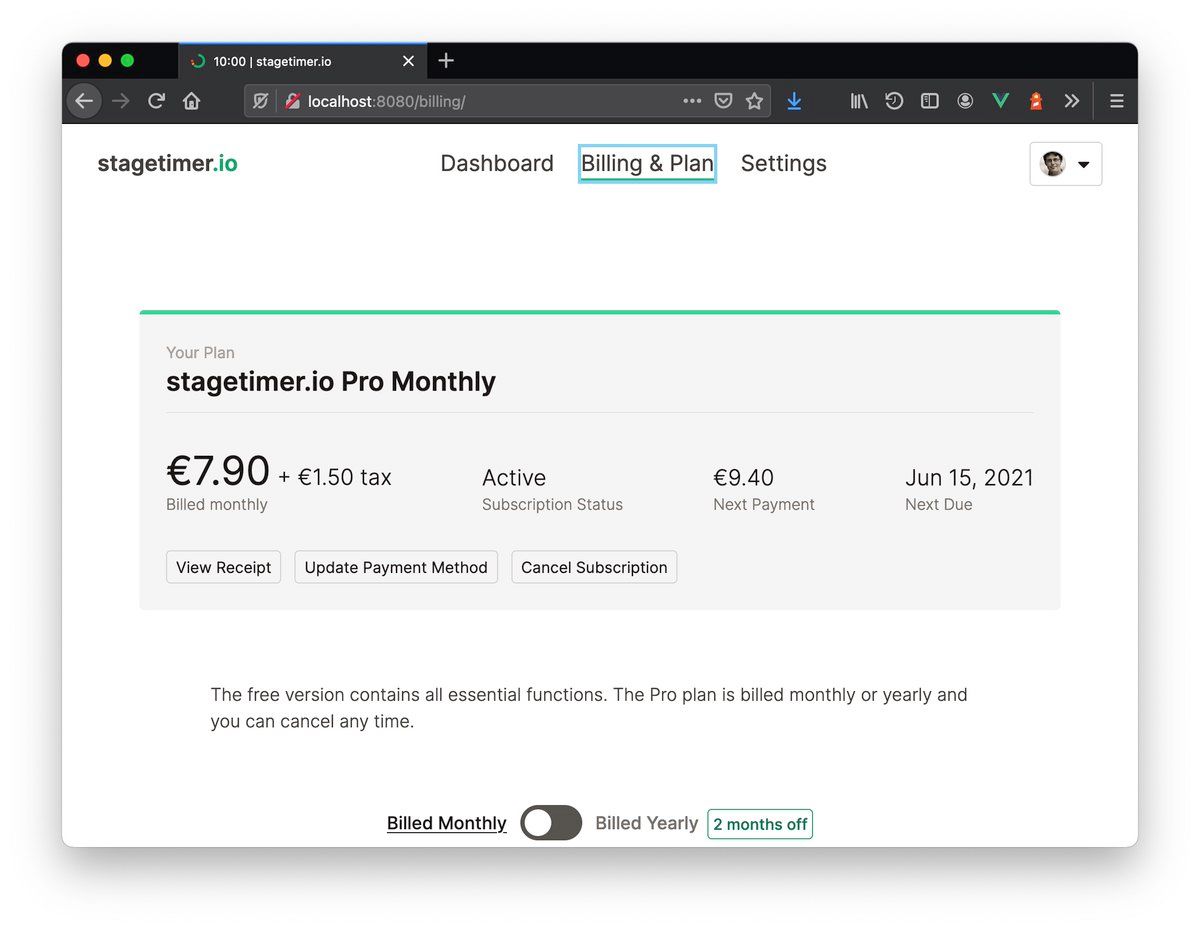 10:00 | stagetimer.io
localhost:8080/billing/
stagetimer.io
Dashboard
Billing & Plan
Settings
Your Plan
stagetimer.io Pro Monthly
€7.90 + €1.50 tax
Billed monthly
Active
Subscription Status
€9.40
Next Payment
Jun 15, 2021
Next Due
View Receipt
Update Payment Method
Cancel Subscription
The free version contains all essential functions. The Pro plan is billed monthly or yearly and
you can cancel any time.
Billed Monthly
Billed Yearly
2 months off